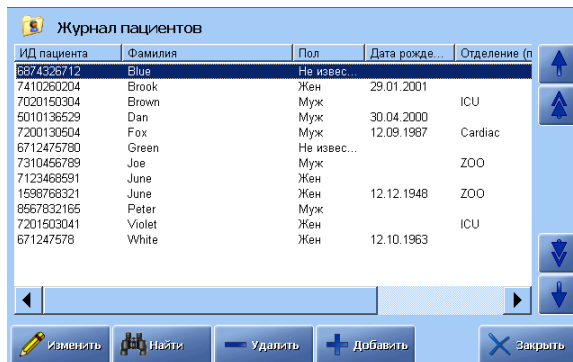 Журнал пациентов
ИД пациента Фамилия Пол Дата рожде... Отделение (п
6874326712 Blue Не извес...
7410260204 Brook Жен 29.01.2001
7020150304 Brown Муж ICU
5010136529 Dan Муж 30.04.2000
7200130504 Fox Муж 12.09.1987 Cardiac
6712475780 Green Не извес...
7310456789 Joe Муж ZOO
7123468591 June Жен
1598768321 June Жен 12.12.1948 ZOO
8567832165 Peter Муж
7201503041 Violet Жен ICU
671247578 White Жен 12.10.1963
Изменить Найти Удалить Добавить Закрыть